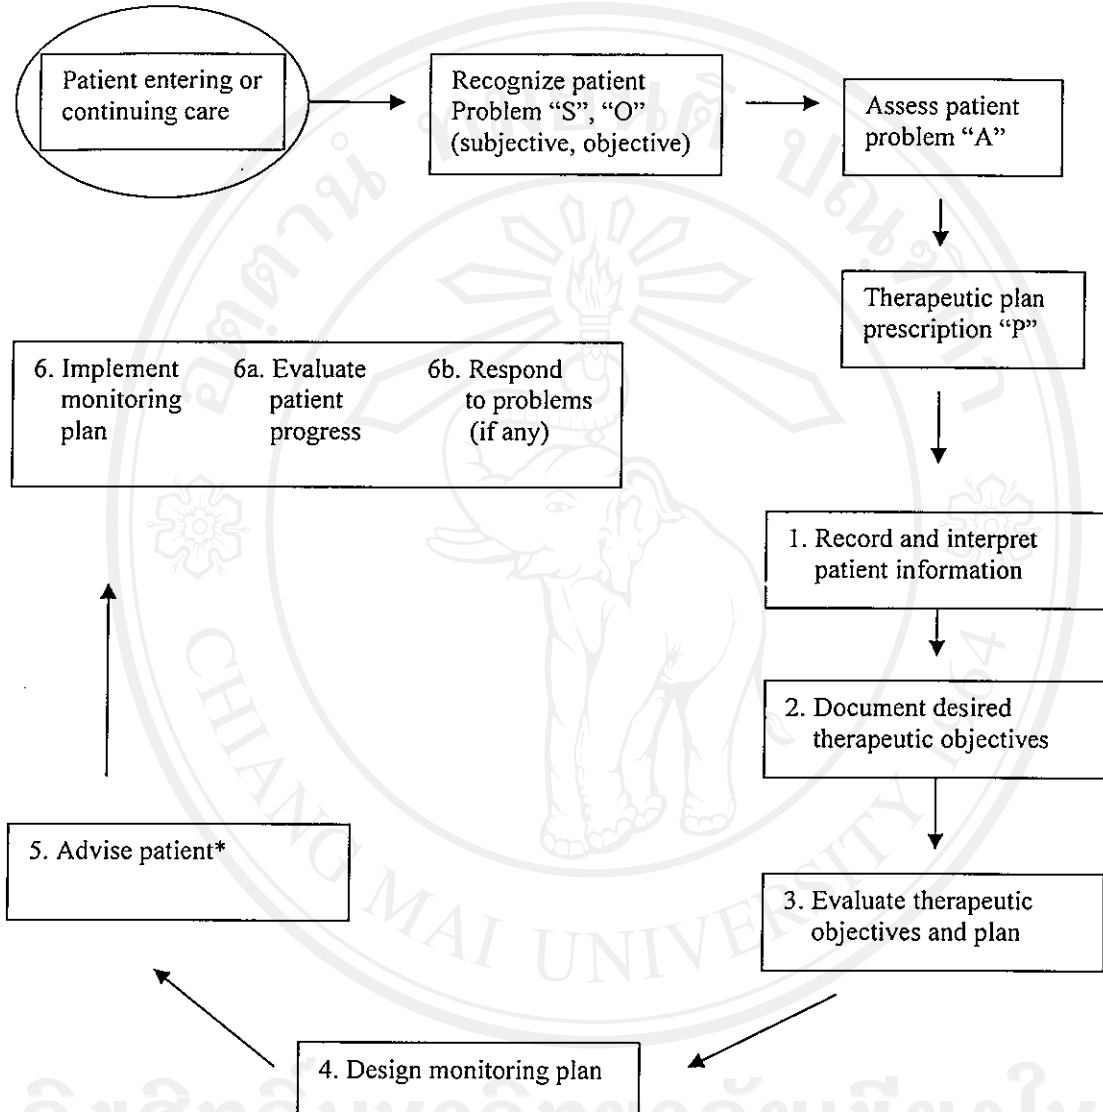 Patient entering or
continuing care
Recognize patient
Problem “S”, “O”
(subjective, objective)
Assess patient
problem “A”
Therapeutic plan
prescription “P”
1. Record and interpret
patient information
2. Document desired
therapeutic objectives
3. Evaluate therapeutic
objectives and plan
4. Design monitoring plan
5. Advise patient*
6. Implement
monitoring
plan
6a. Evaluate
patient
progress
6b. Respond
to problems
(if any)
CHIANG MAI UNIVERSITY 1964